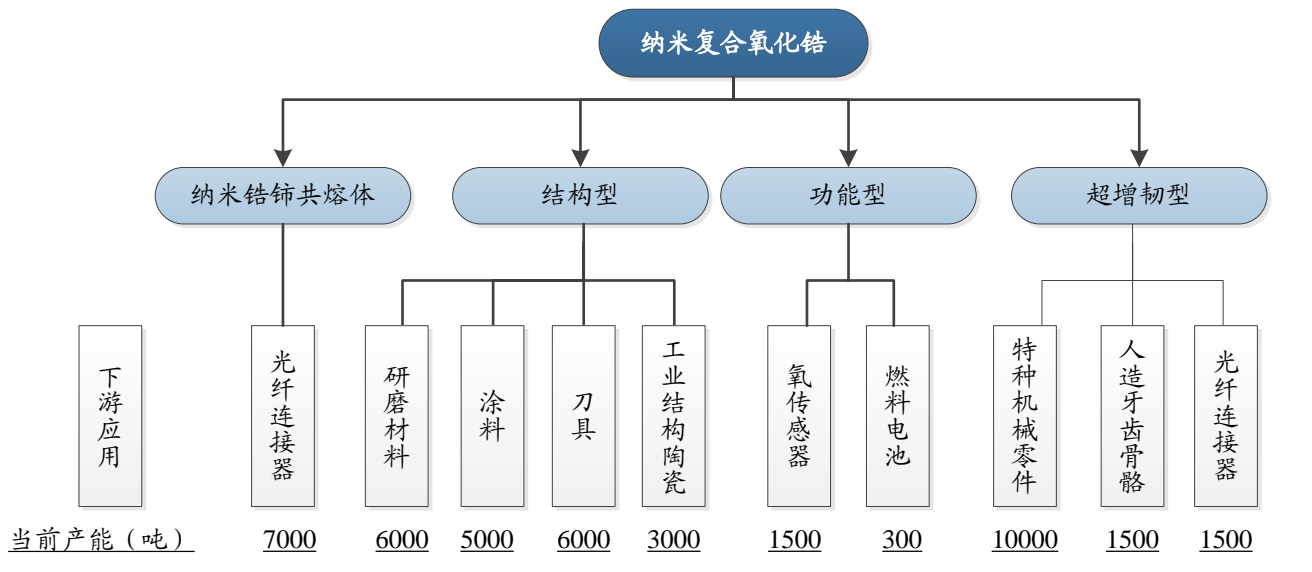 纳米复合氧化锆
纳米锆铈共熔体
结构型
功能型
超增韧型
下游应用
光纤连接器
研磨材料
涂料
刀具
工业结构陶瓷
氧传感器
燃料电池
特种机械零件
人造牙齿骨骼
光纤连接器
当前产能（吨） 7000 6000 5000 6000 3000 1500 300 10000 1500 1500